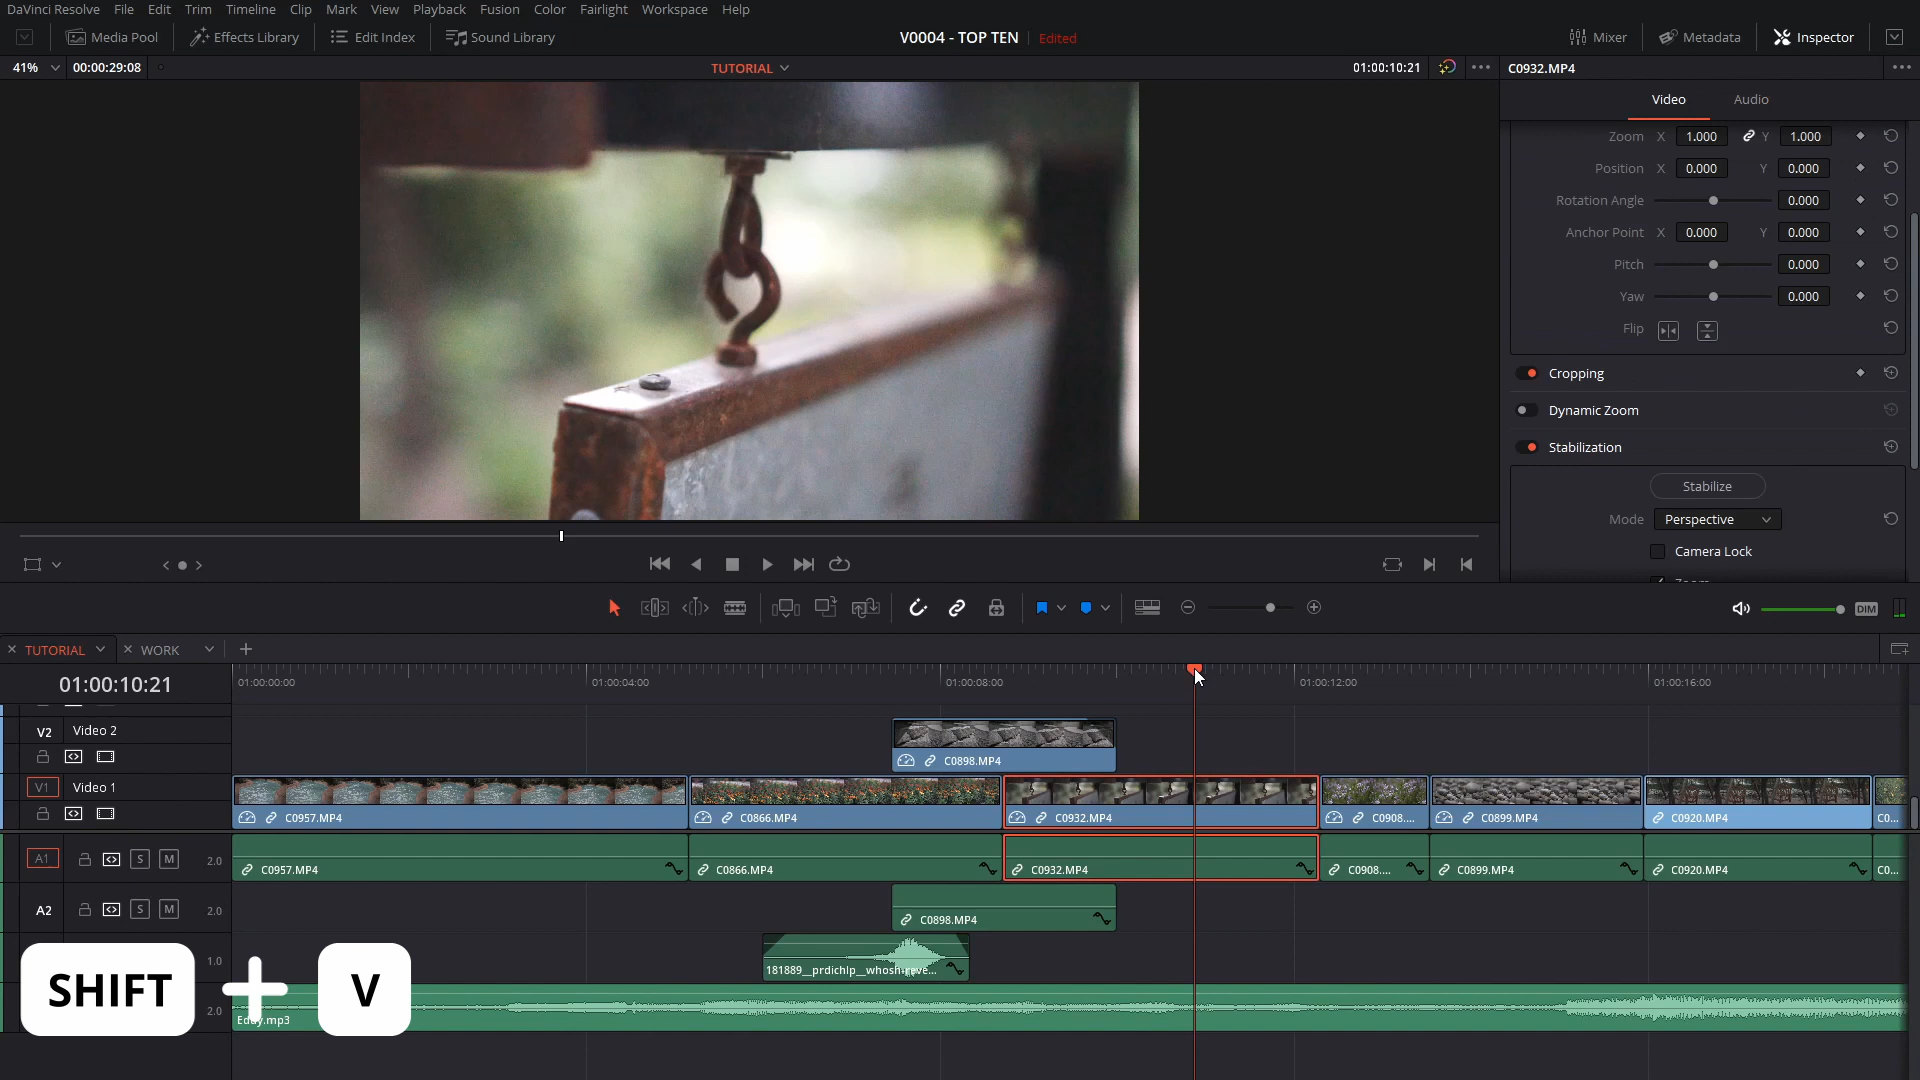 DaVinci Resolve File Edit Trim Timeline Clip Mark View Playback Fusion Color Fairlight Workspace Help
Media Pool Effects Library Edit Index Sound Library V0004 - TOP TEN Edited Mixer Metadata Inspector
41% 00:00:29:08 TUTORIAL 01:00:10:21 C0932.MP4
Video Audio
Zoom X 1.000 Y 1.000
Position X 0.000 Y 0.000
Rotation Angle 0.000
Anchor Point X 0.000 Y 0.000
Pitch 0.000
Yaw 0.000
Flip
Cropping
Dynamic Zoom
Stabilization
Stabilize
Mode Perspective
Camera Lock
DIM
TUTORIAL WORK
01:00:10:21 01:00:00:00 01:00:04:00 01:00:08:00 01:00:12:00 01:00:16:00
V2 Video 2
C0898.MP4
V1 Video 1
C0957.MP4 C0866.MP4 C0932.MP4 C0908.... C0899.MP4 C0920.MP4 C0...
A1 S M 2.0
C0957.MP4 C0866.MP4 C0932.MP4 C0908.... C0899.MP4 C0920.MP4 C0...
A2 S M 2.0
C0898.MP4
1.0
181889__prdichlp__whosh-reve...
SHIFT + V
2.0
Eddy.mp3